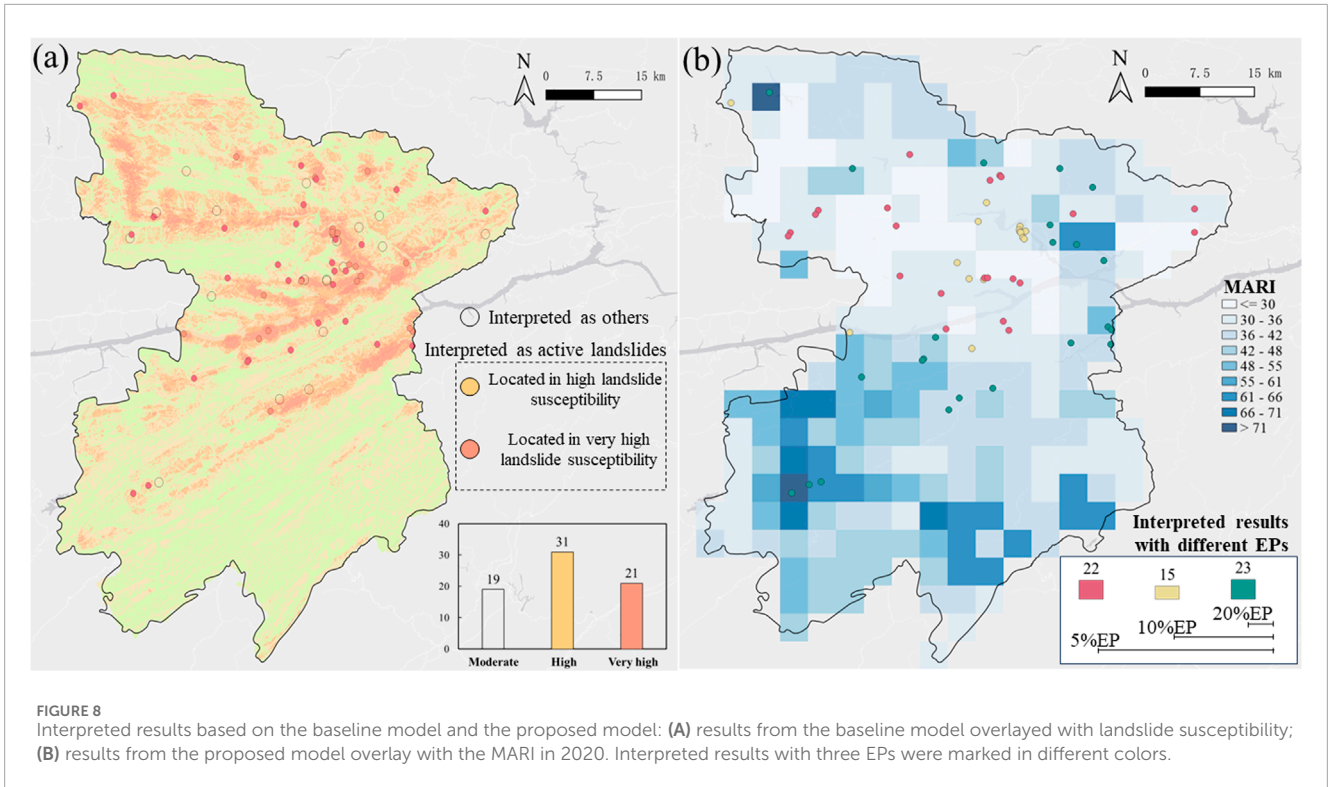 (a)
N
0 7.5 15 km
Interpreted as others
Interpreted as active landslides
Located in high landslide
susceptibility
Located in very high
landslide susceptibility
40
30
20
10
0
19
31
21
Moderate
High
Very high
(b)
N
0 7.5 15 km
MARI
<= 30
30 - 36
36 - 42
42 - 48
48 - 55
55 - 61
61 - 66
66 - 71
> 71
Interpreted results
with different EPs
22 15 23
20%EP
10%EP
5%EP
FIGURE 8
Interpreted results based on the baseline model and the proposed model: (A) results from the baseline model overlayed with landslide susceptibility;
(B) results from the proposed model overlay with the MARI in 2020. Interpreted results with three EPs were marked in different colors.